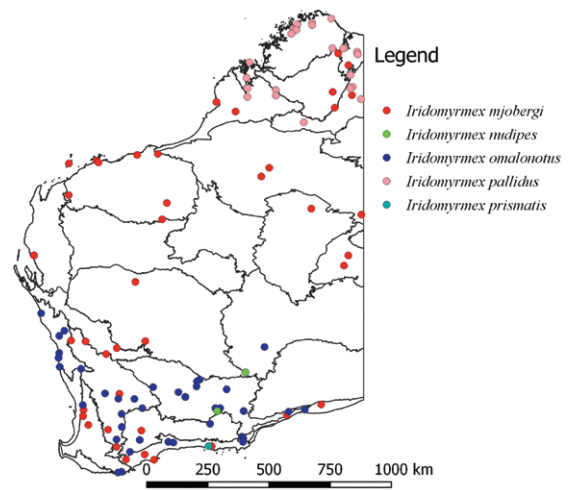 Legend
Iridomyrmex mjobergi
Iridomyrmex nudipes
Iridomyrmex omalonotus
Iridomyrmex pallidus
Iridomyrmex prismatis
0 250 500 750 1000 km